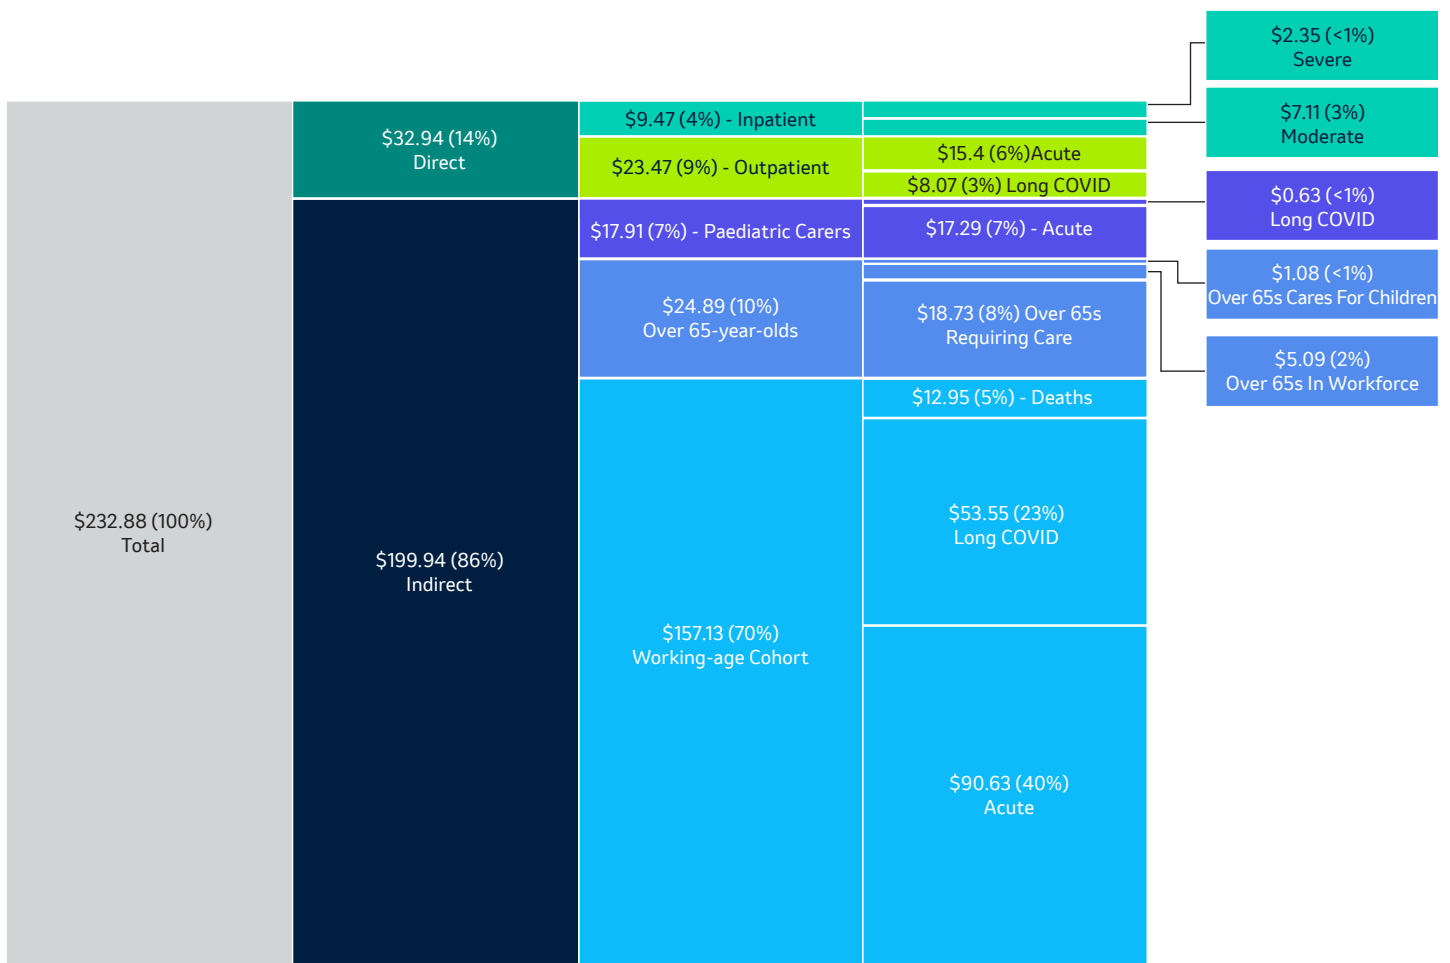 $232.88 (100%)
Total
$32.94 (14%)
Direct
$199.94 (86%)
Indirect
$9.47 (4%) - Inpatient
$23.47 (9%) - Outpatient
$17.91 (7%) - Paediatric Carers
$24.89 (10%)
Over 65-year-olds
$157.13 (70%)
Working-age Cohort
$15.4 (6%)Acute
$8.07 (3%) Long COVID
$17.29 (7%) - Acute
$18.73 (8%) Over 65s
Requiring Care
$12.95 (5%) - Deaths
$53.55 (23%)
Long COVID
$90.63 (40%)
Acute
$2.35 (<1%)
Severe
$7.11 (3%)
Moderate
$0.63 (<1%)
Long COVID
$1.08 (<1%)
Over 65s Cares For Children
$5.09 (2%)
Over 65s In Workforce